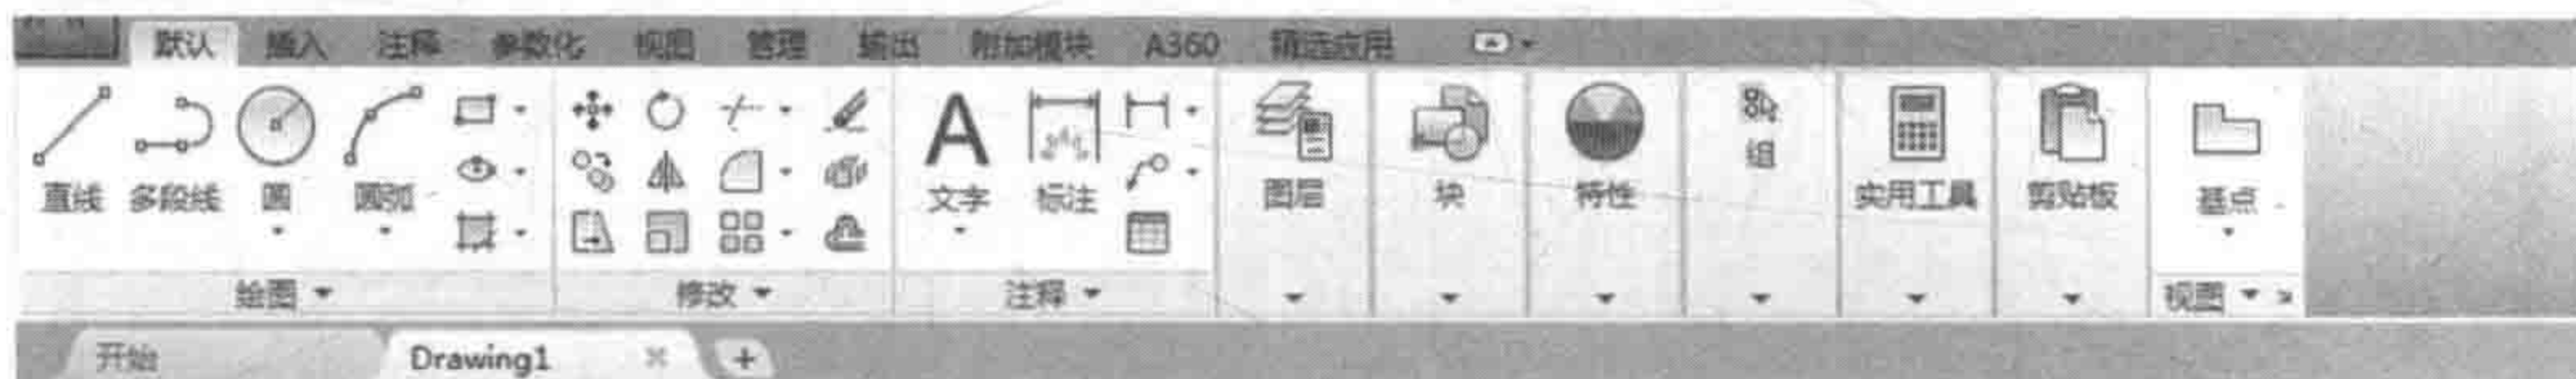 默认 插入 注释 参数化 视图 管理 输出 附加模块 A360 精选应用
直线 多段线 圆 圆弧 文字 标注 图层 块 特性 组 实用工具 剪贴板 基点
绘图 修改 注释 视图
开始 Drawing1